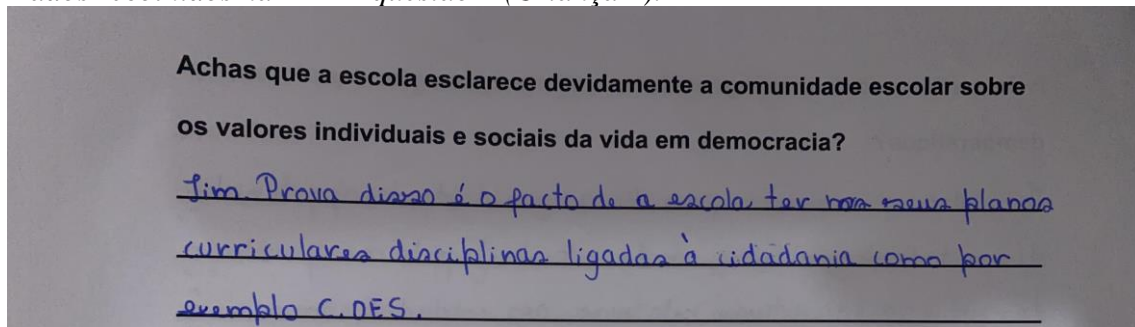 Achas que a escola esclarece devidamente a comunidade escolar sobre
os valores individuais e sociais da vida em democracia?
Sim. Prova disso é o facto de a escola, ter nos seus planos
curriculares disciplinas ligadas à cidadania como por
exemplo C.DES.